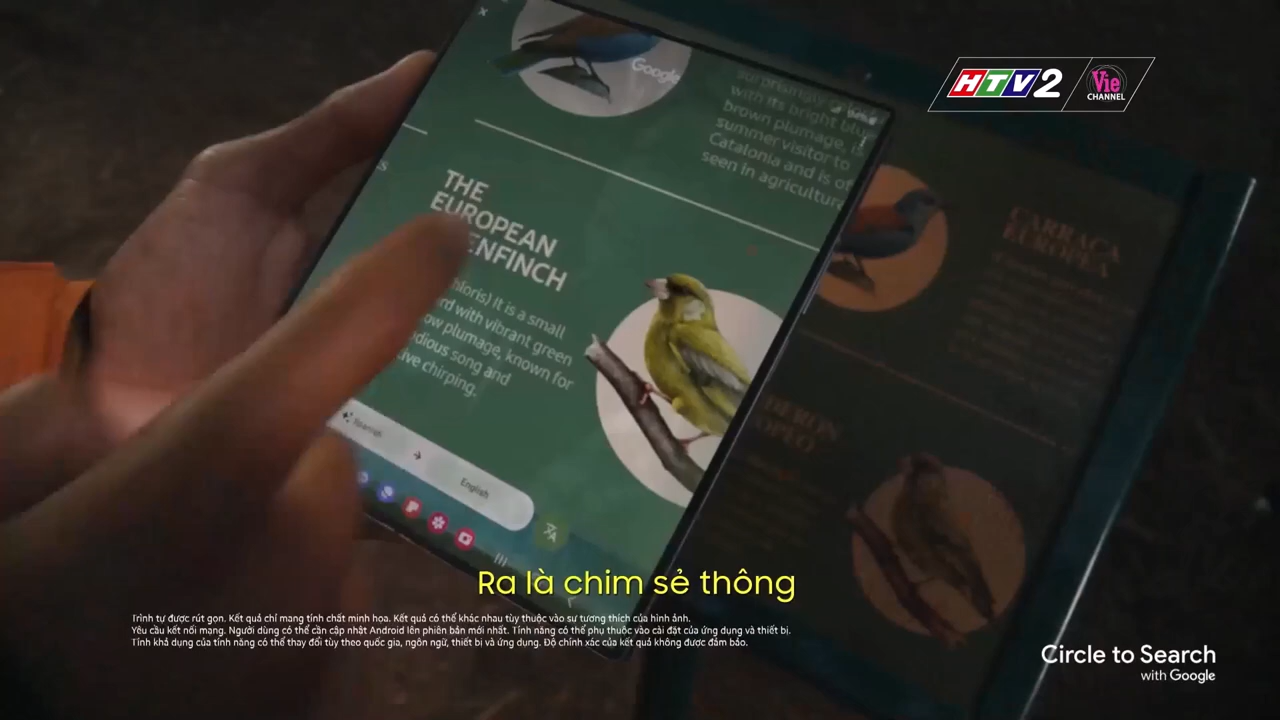 HTV2
Vie
CHANNEL
Google
with its bright blu
brown plumage, is
summer visitor to
Catalonia and is of
seen in agriculture
THE
EUROPEAN
ENFINCH
hloris) It is a small
rd with vibrant green
ow plumage, known for
dious song and
ive chirping.
Spanish
English
CARRACA
EUROPEA
Ra là chim sẻ thông
Trình tự được rút gọn. Kết quả chỉ mang tính chất minh họa. Kết quả có thể khác nhau tùy thuộc vào sự tương thích của hình ảnh.
Yêu cầu kết nối mạng. Người dùng có thể cần cập nhật Android lên phiên bản mới nhất. Tính năng có thể phụ thuộc vào cài đặt của ứng dụng và thiết bị.
Tính khả dụng của tính năng có thể thay đổi tùy theo quốc gia, ngôn ngữ, thiết bị và ứng dụng. Độ chính xác của kết quả không được đảm bảo.
Circle to Search
with Google